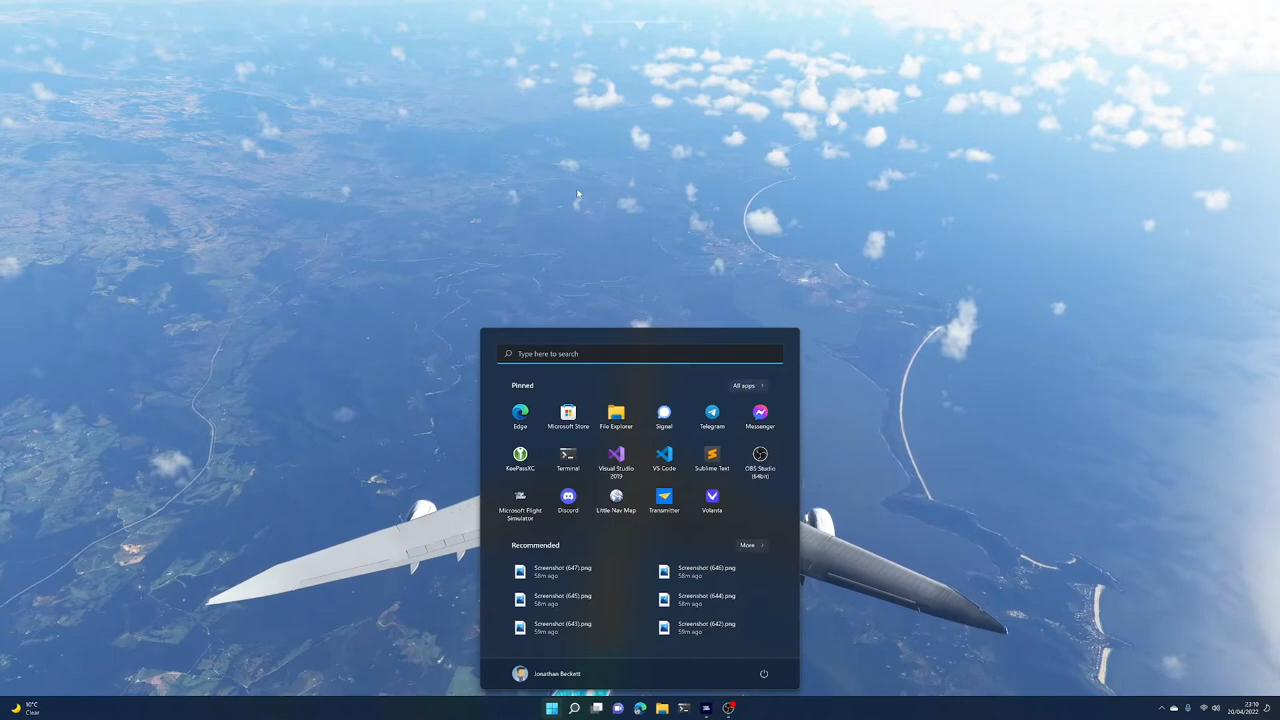 Type here to search
Pinned
All apps
Edge
Microsoft Store
File Explorer
Signal
Telegram
Messenger
KeePassXC
Terminal
Visual Studio
2019
VS Code
Sublime Text
OBS Studio
(64bit)
Microsoft Flight
Simulator
Discord
Little Nav Map
Transmitter
Volanta
Recommended
More
Screenshot (647).png
58m ago
Screenshot (646).png
58m ago
Screenshot (645).png
58m ago
Screenshot (644).png
58m ago
Screenshot (643).png
59m ago
Screenshot (642).png
59m ago
Jonathan Beckett
10°C
Clear
23:10
20/04/2022